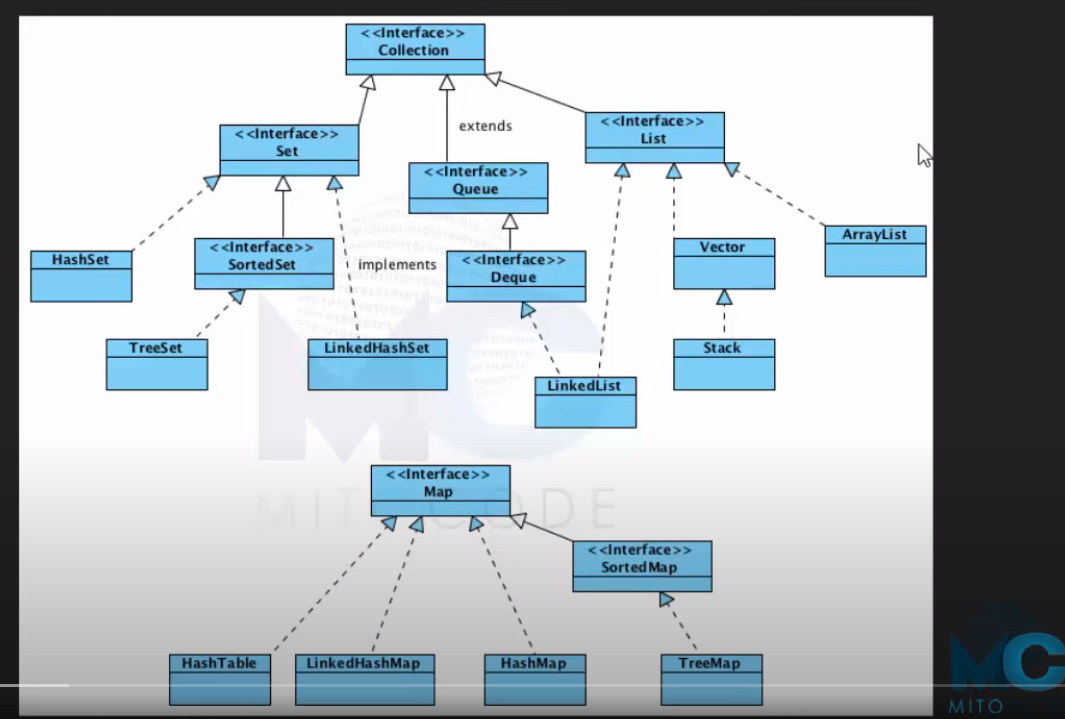 <<Interface>>
Collection
<<Interface>>
Set
extends
<<Interface>>
List
<<Interface>>
Queue
HashSet
<<Interface>>
SortedSet
implements
<<Interface>>
Deque
Vector
ArrayList
TreeSet
LinkedHashSet
LinkedList
Stack
<<Interface>>
Map
MITOCODE
<<Interface>>
SortedMap
HashTable
LinkedHashMap
HashMap
TreeMap
MC
MITO